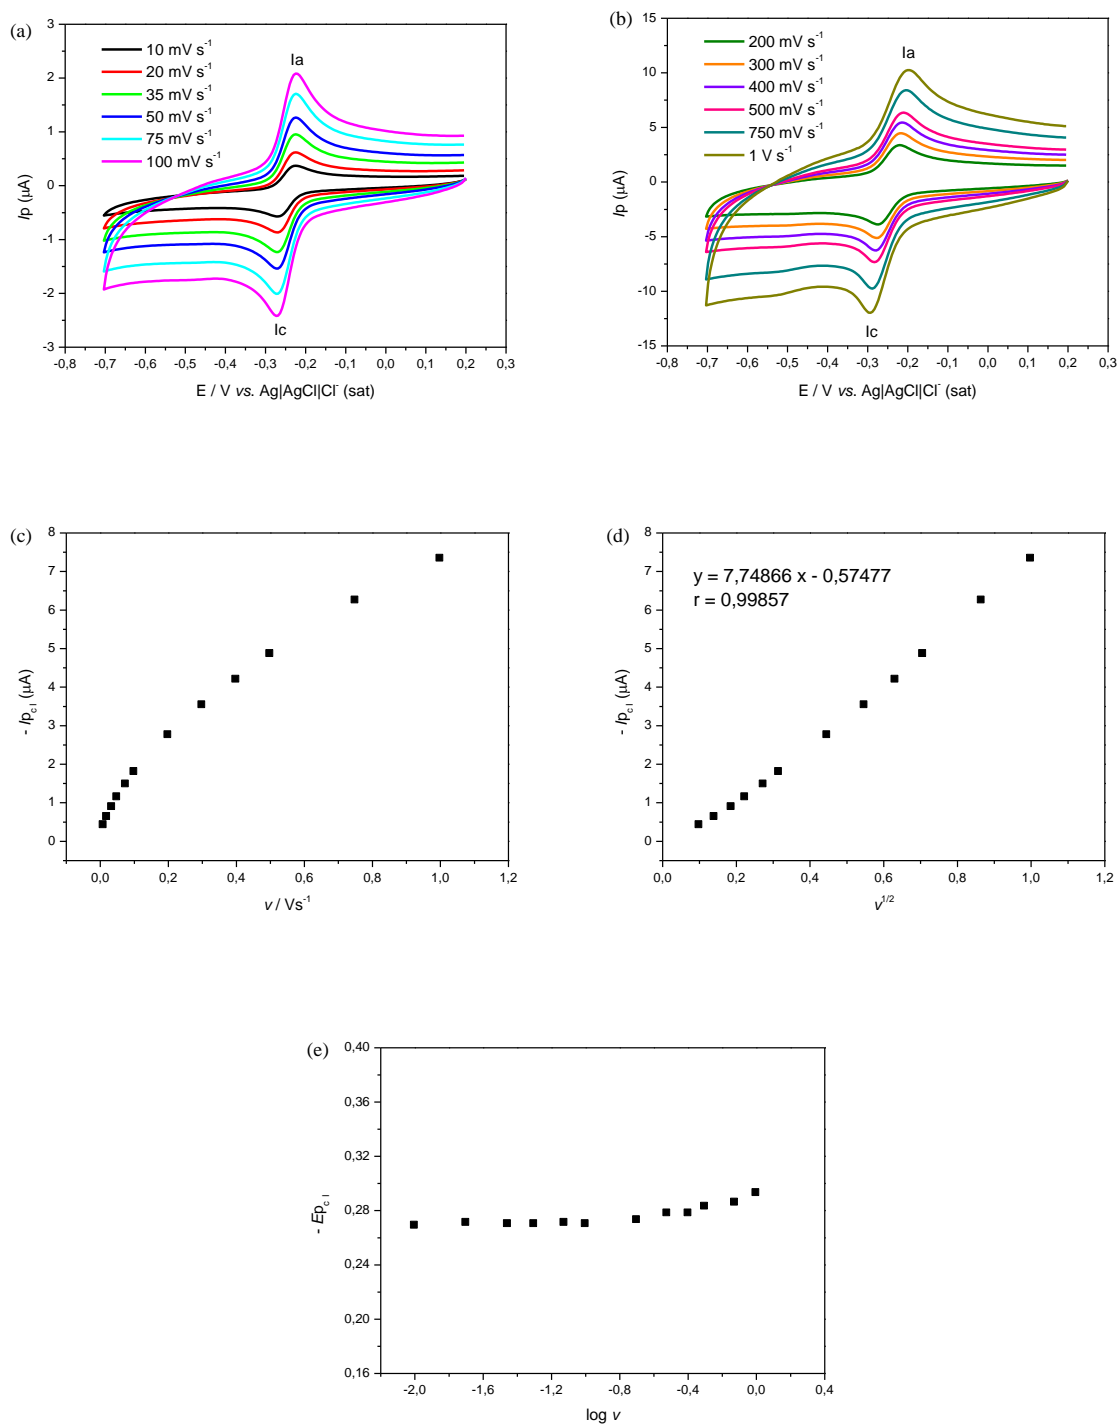 (a)
3
2
1
0
-1
-2
-3
Ip (µA)
10 mV s⁻¹
20 mV s⁻¹
35 mV s⁻¹
50 mV s⁻¹
75 mV s⁻¹
100 mV s⁻¹
Ia
Ic
-0,8 -0,7 -0,6 -0,5 -0,4 -0,3 -0,2 -0,1 0,0 0,1 0,2 0,3
E / V vs. Ag|AgCl|Cl⁻ (sat)
(b)
15
10
5
0
-5
-10
-15
Ip (µA)
200 mV s⁻¹
300 mV s⁻¹
400 mV s⁻¹
500 mV s⁻¹
750 mV s⁻¹
1 V s⁻¹
Ia
Ic
-0,8 -0,7 -0,6 -0,5 -0,4 -0,3 -0,2 -0,1 0,0 0,1 0,2 0,3
E / V vs. Ag|AgCl|Cl⁻ (sat)
(c)
8
7
6
5
4
3
2
1
0
- Ip_c I (µA)
0,0 0,2 0,4 0,6 0,8 1,0 1,2
v / Vs⁻¹
(d)
8
7
6
5
4
3
2
1
0
- Ip_c I (µA)
y = 7,74866 x - 0,57477
r = 0,99857
0,0 0,2 0,4 0,6 0,8 1,0 1,2
v^1/2
(e)
0,40
0,36
0,32
0,28
0,24
0,20
0,16
- Ep_c I
-2,0 -1,6 -1,2 -0,8 -0,4 0,0 0,4
log v